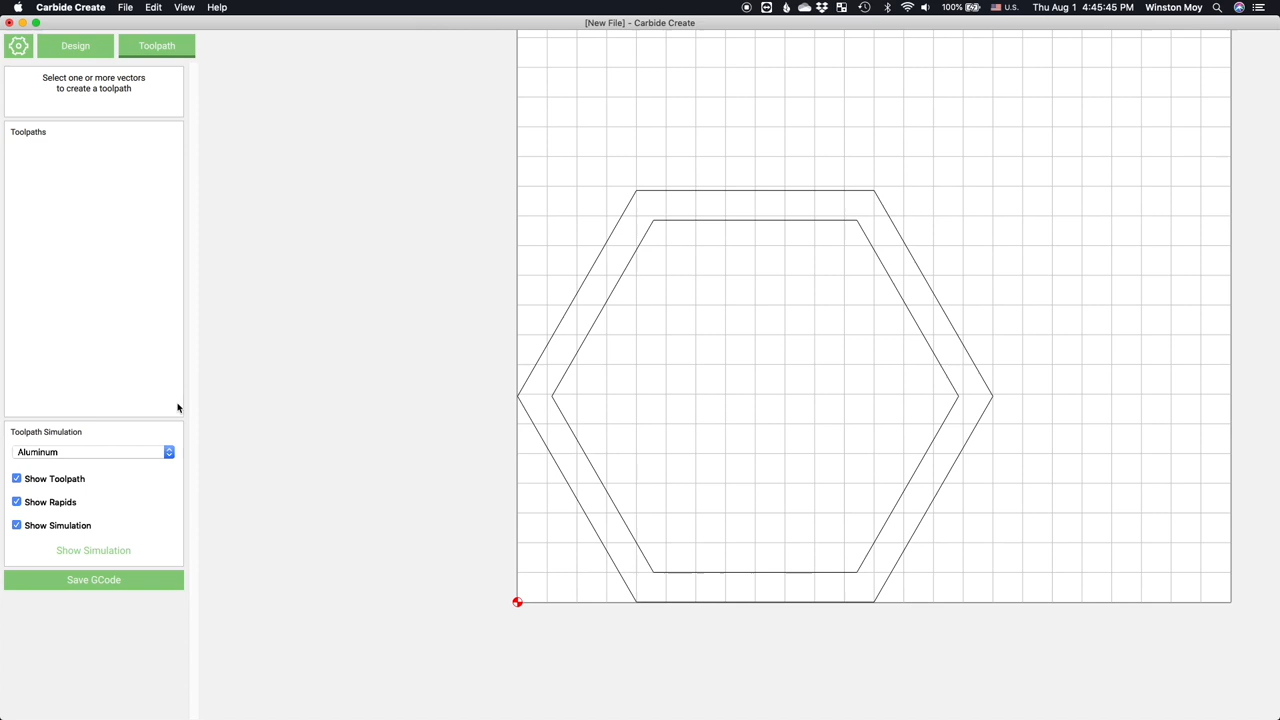 Carbide Create File Edit View Help 100% U.S. Thu Aug 1 4:45:45 PM Winston Moy
[New File] - Carbide Create
Design Toolpath
Select one or more vectors
to create a toolpath
Toolpaths
Toolpath Simulation
Aluminum
Show Toolpath
Show Rapids
Show Simulation
Show Simulation
Save GCode